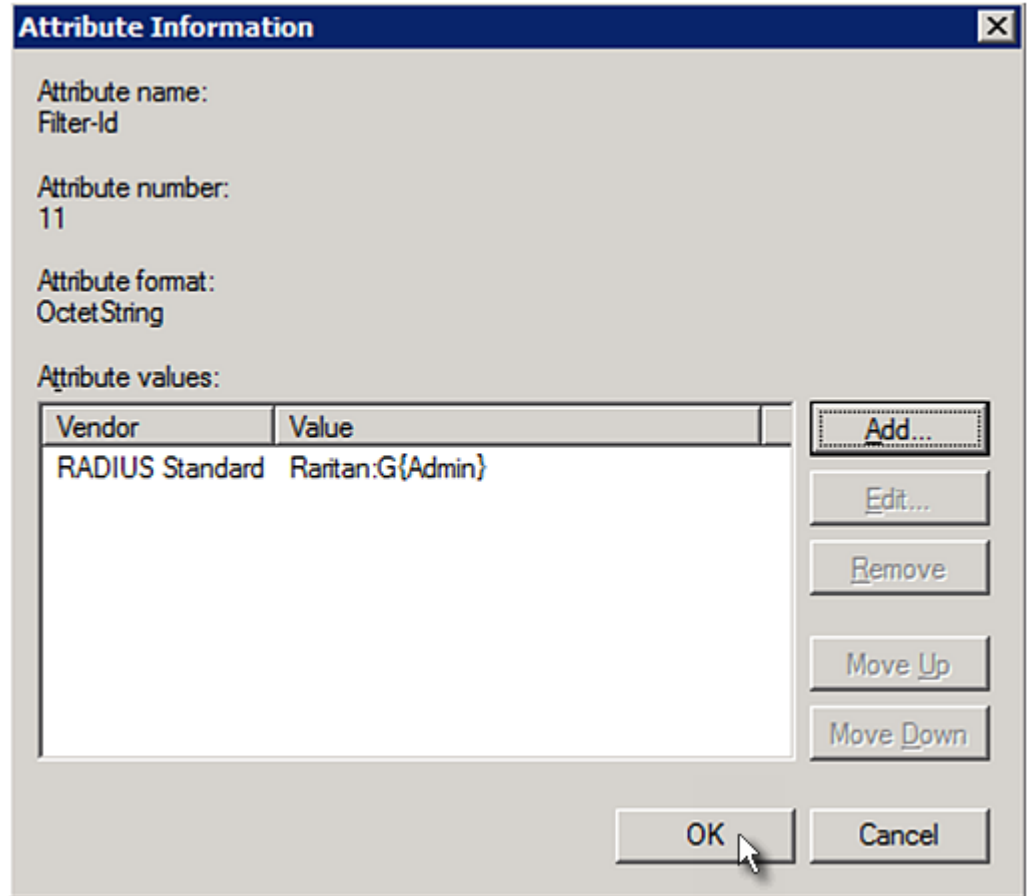 Attribute Information
Attribute name:
Filter-Id
Attribute number:
11
Attribute format:
OctetString
Attribute values:
Vendor Value
RADIUS Standard Raritan:G{Admin}
Add...
Edit...
Remove
Move Up
Move Down
OK Cancel